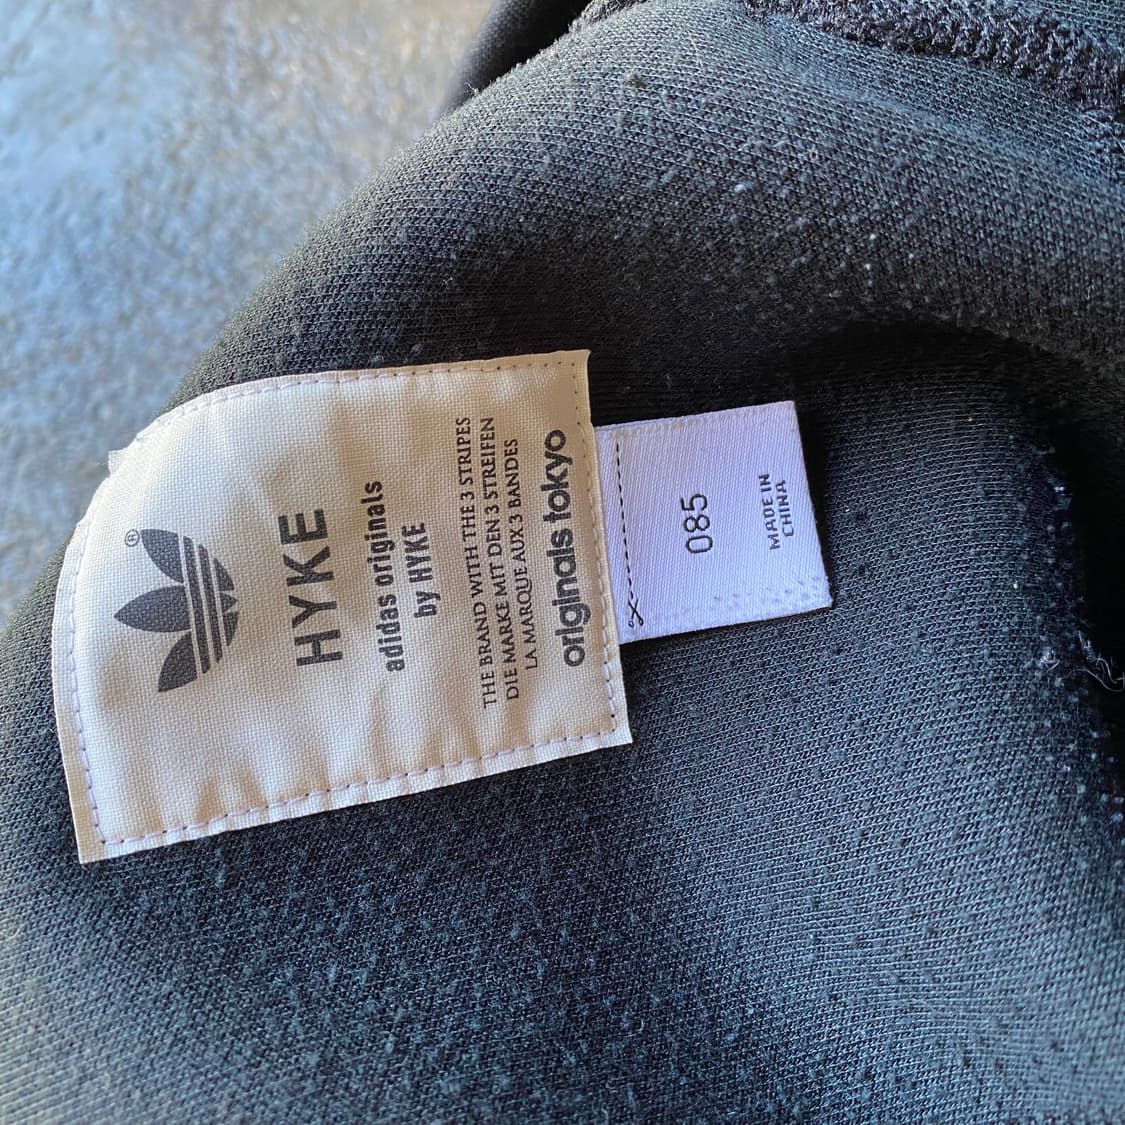 ®
HYKE
adidas originals
by HYKE
THE BRAND WITH THE 3 STRIPES
DIE MARKE MIT DEN 3 STREIFEN
LA MARQUE AUX 3 BANDES
originals tokyo
085
MADE IN
CHINA